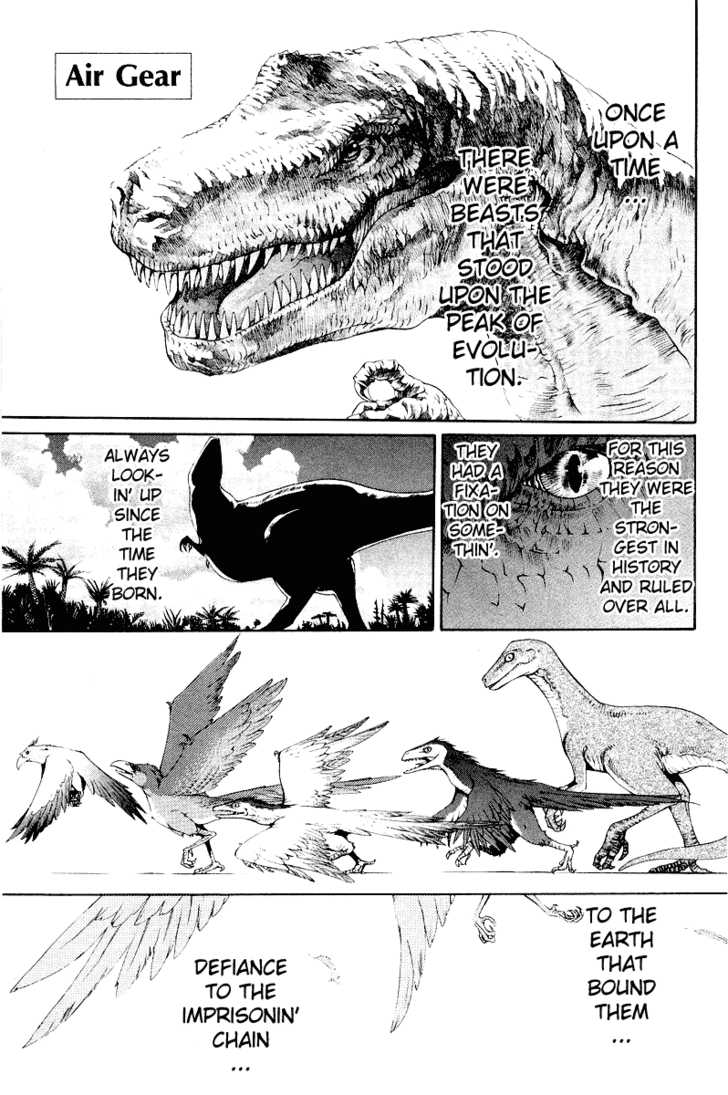 Air Gear
ONCE
UPON A
TIME
...
THERE
WERE
BEASTS
THAT
STOOD
UPON THE
PEAK OF
EVOLU-
TION.
FOR THIS
REASON
THEY WERE
THE
STRON-
GEST IN
HISTORY
AND RULED
OVER ALL.
THEY
HAD A
FIXA-
TION ON
SOME-
THIN'.
ALWAYS
LOOK-
IN' UP
SINCE
THE
TIME
THEY
BORN.
TO THE
EARTH
THAT
BOUND
THEM
...
DEFIANCE
TO THE
IMPRISONIN'
CHAIN
...